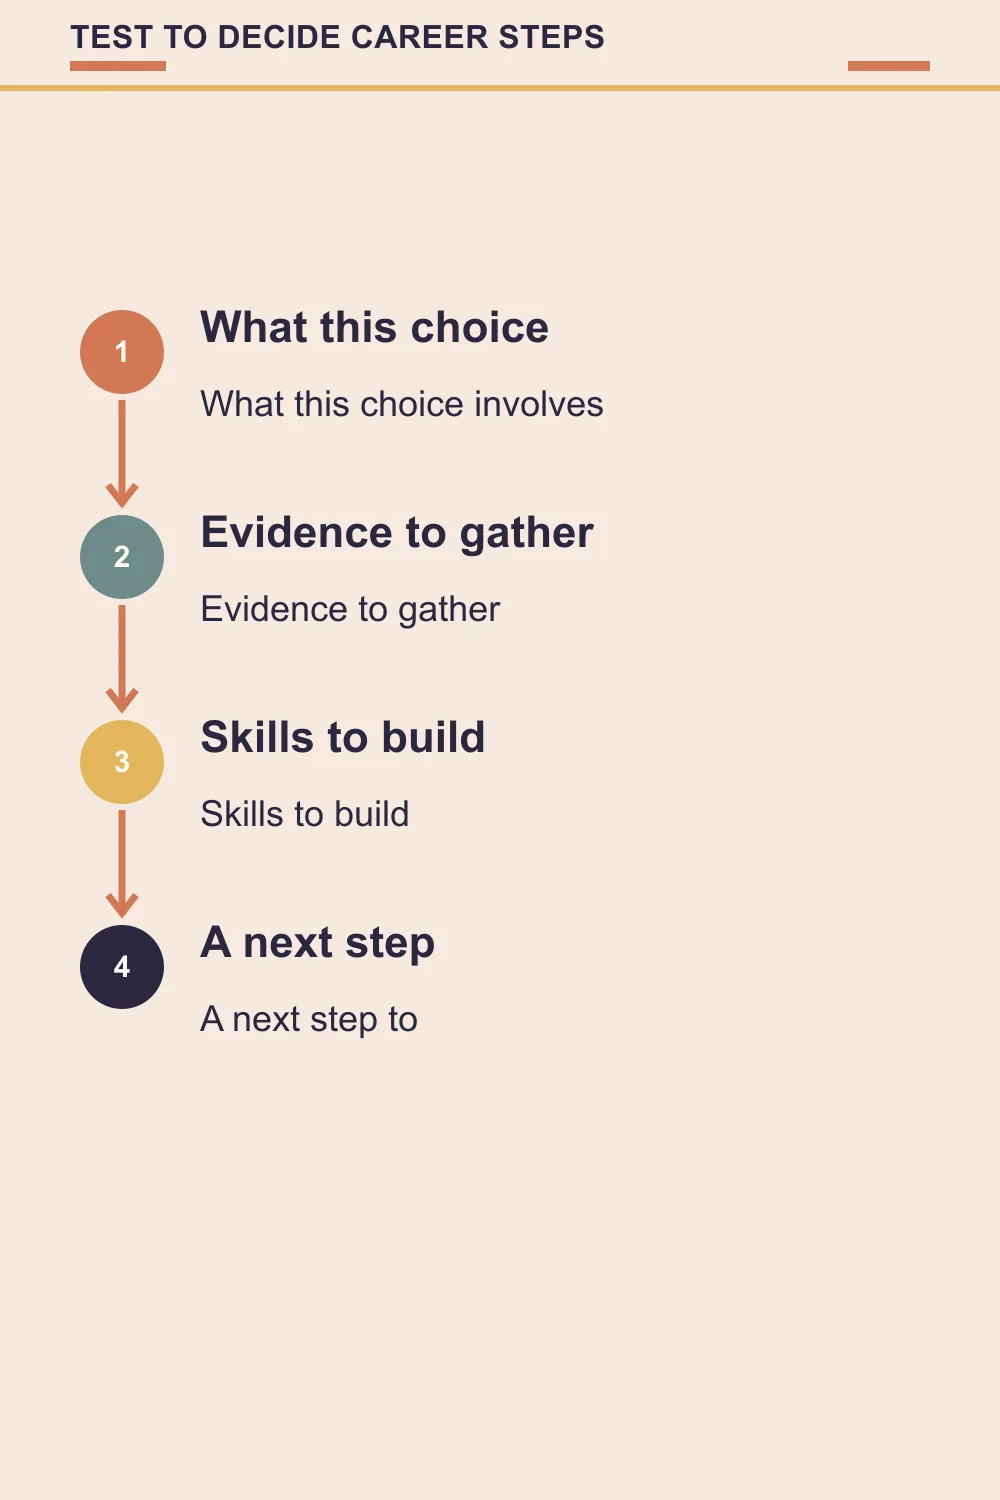 TEST TO DECIDE CAREER STEPS
1
What this choice
What this choice involves
2
Evidence to gather
Evidence to gather
3
Skills to build
Skills to build
4
A next step
A next step to